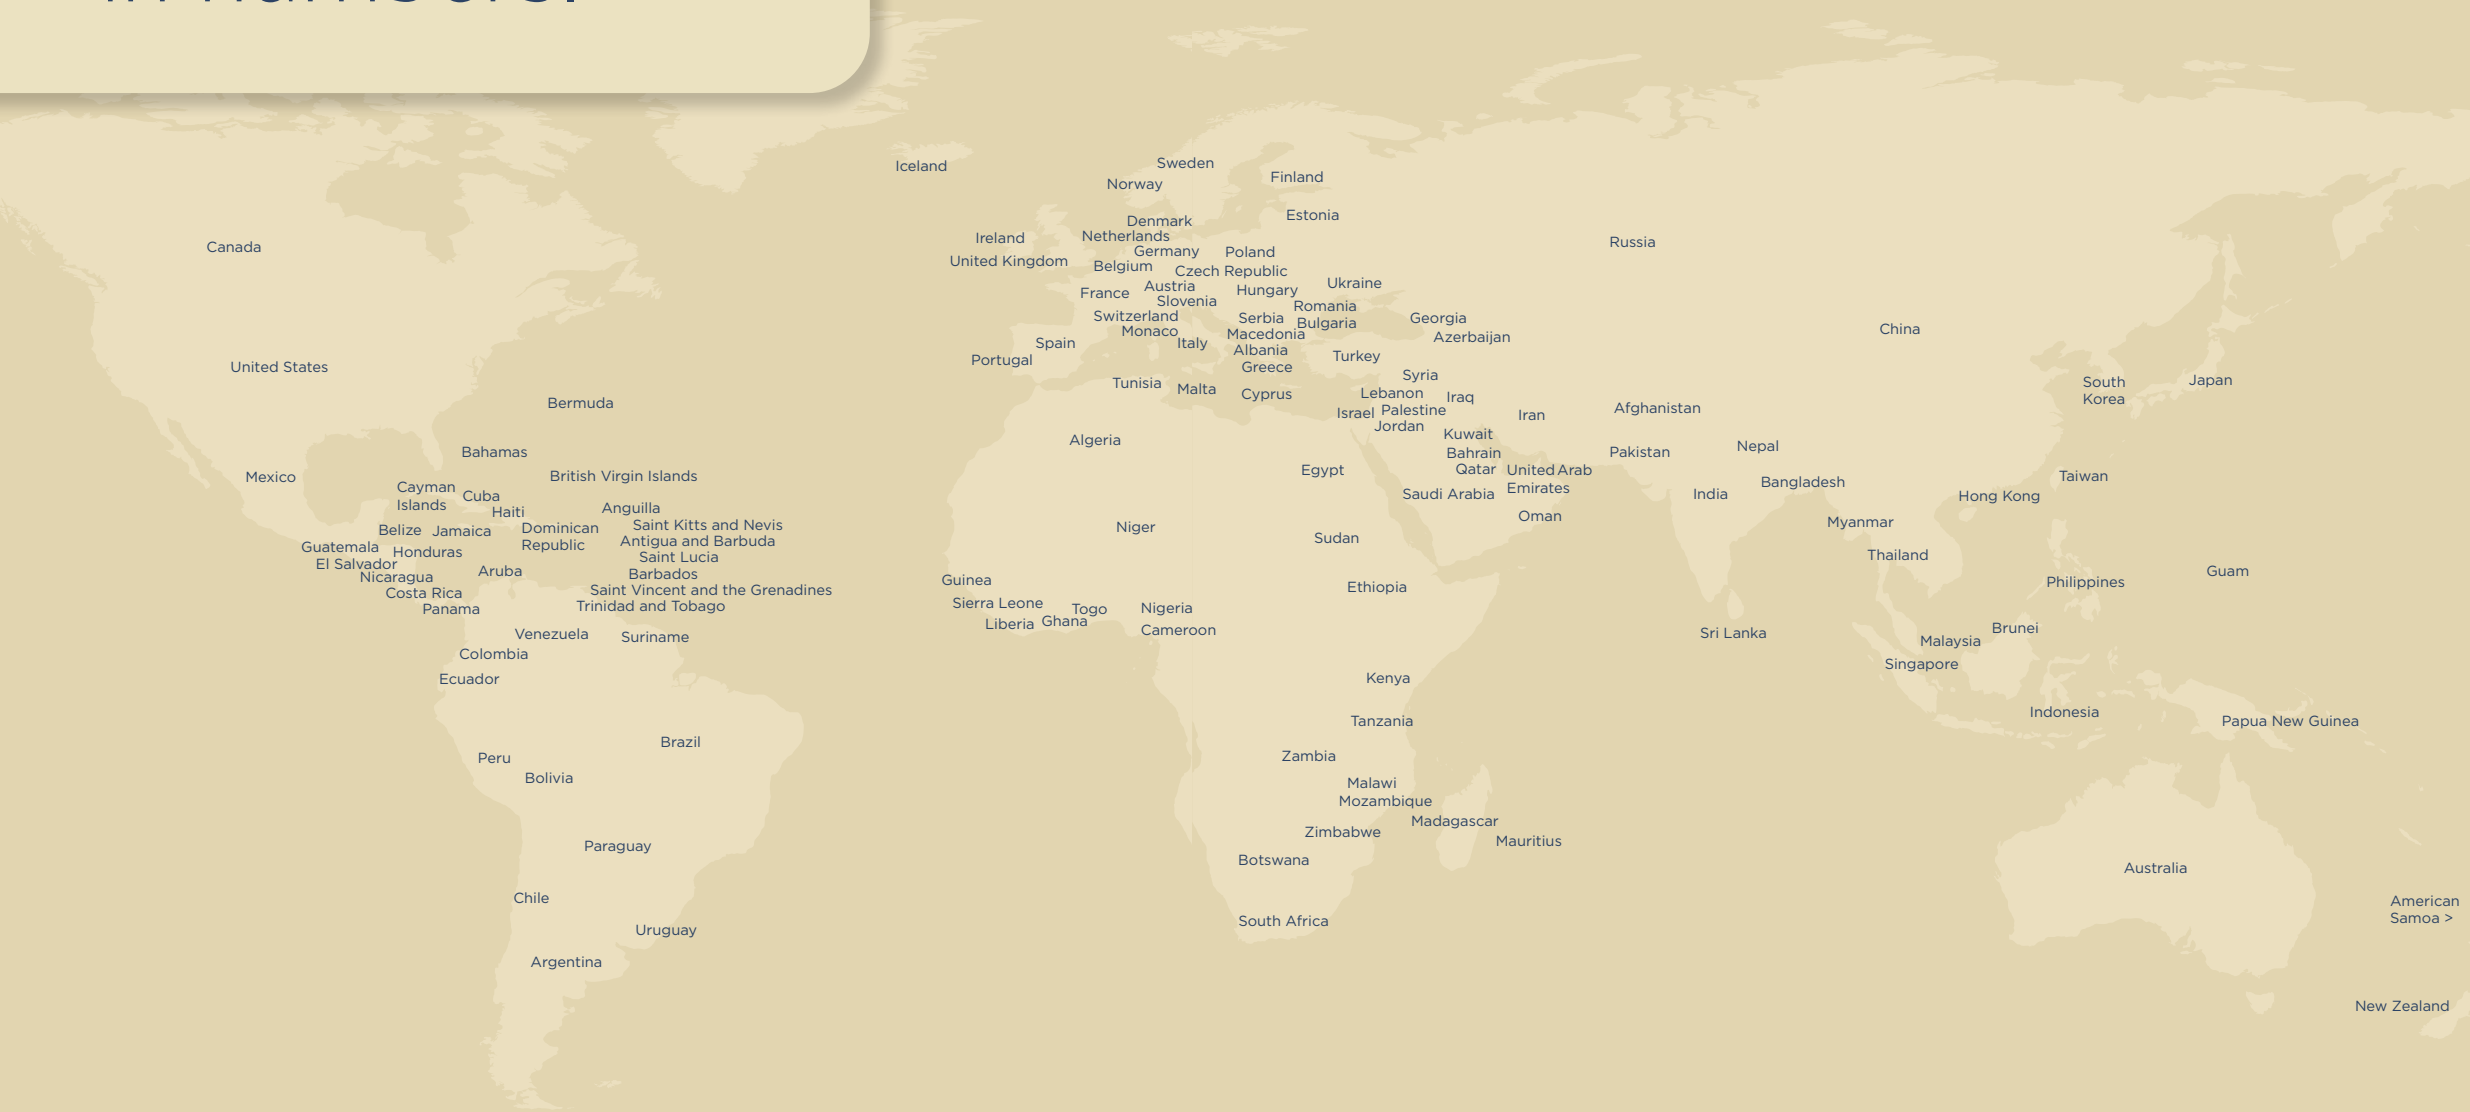 in numbers.
Iceland
Sweden
Norway
Finland
Denmark
Estonia
Ireland
Netherlands
Canada
Germany
Poland
Russia
United Kingdom
Belgium
Czech Republic
Ukraine
France
Austria
Hungary
Slovenia
Romania
Switzerland
Serbia
Bulgaria
Georgia
Monaco
Macedonia
Azerbaijan
China
Spain
Italy
Albania
Portugal
Turkey
United States
Greece
Syria
Tunisia
Malta
Cyprus
Lebanon
Iraq
South
Korea
Japan
Bermuda
Israel
Palestine
Iran
Afghanistan
Jordan
Algeria
Kuwait
Bahamas
Bahrain
Pakistan
Nepal
Mexico
British Virgin Islands
Egypt
Qatar
United Arab
Emirates
Taiwan
Cayman
Islands
Cuba
Saudi Arabia
India
Bangladesh
Hong Kong
Haiti
Anguilla
Oman
Myanmar
Belize
Jamaica
Dominican
Republic
Saint Kitts and Nevis
Niger
Sudan
Guatemala
Honduras
Antigua and Barbuda
El Salvador
Saint Lucia
Thailand
Nicaragua
Aruba
Barbados
Guinea
Ethiopia
Philippines
Guam
Costa Rica
Saint Vincent and the Grenadines
Panama
Trinidad and Tobago
Sierra Leone
Togo
Nigeria
Liberia
Ghana
Cameroon
Venezuela
Suriname
Sri Lanka
Brunei
Malaysia
Colombia
Singapore
Ecuador
Kenya
Indonesia
Tanzania
Papua New Guinea
Brazil
Peru
Zambia
Bolivia
Malawi
Mozambique
Madagascar
Zimbabwe
Mauritius
Paraguay
Botswana
Australia
Chile
American
Samoa >
South Africa
Uruguay
Argentina
New Zealand